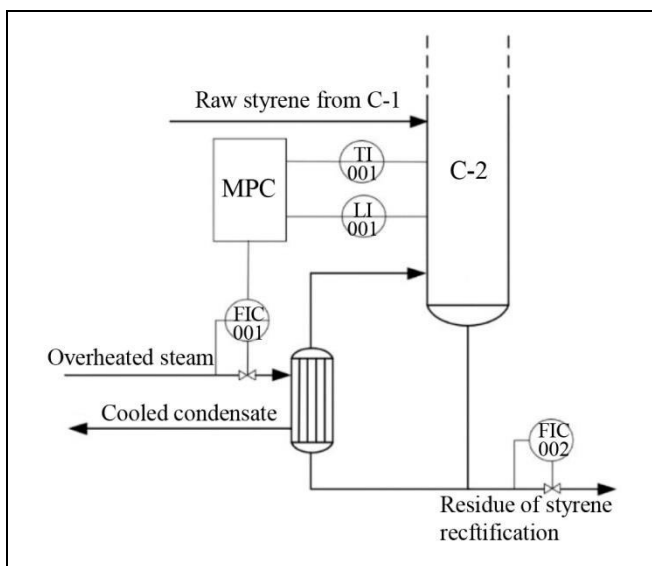 Raw styrene from C-1
TI
001
MPC
C-2
LI
001
FIC
001
Overheated steam
Cooled condensate
FIC
002
Residue of styrene
recftification